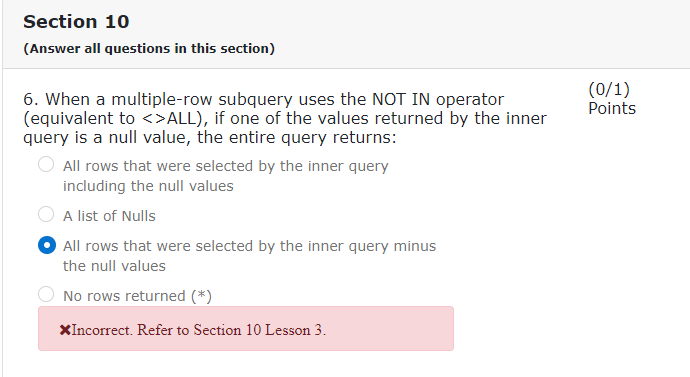 Section 10
(Answer all questions in this section)
6. When a multiple-row subquery uses the NOT IN operator
(equivalent to <>ALL), if one of the values returned by the inner
query is a null value, the entire query returns:
(0/1)
Points
All rows that were selected by the inner query
including the null values
A list of Nulls
All rows that were selected by the inner query minus
the null values
No rows returned (*)
✖Incorrect. Refer to Section 10 Lesson 3.